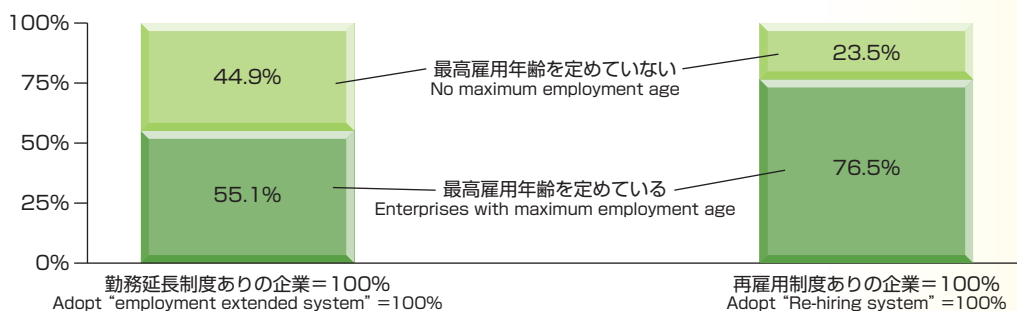 100%
75%
50%
25%
0%
44.9%
55.1%
最高雇用年齢を定めていない
No maximum employment age
最高雇用年齢を定めている
Enterprises with maximum employment age
23.5%
76.5%
勤務延長制度ありの企業＝100%
Adopt “employment extended system” =100%
再雇用制度ありの企業＝100%
Adopt “Re-hiring system” =100%